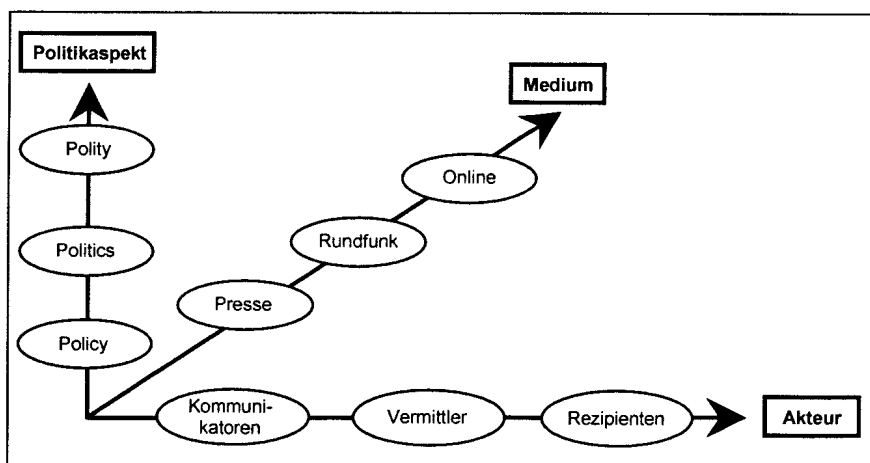 Politikaspekt
Medium
Polity
Online
Rundfunk
Politics
Presse
Policy
Kommuni-
katoren
Vermittler
Rezipienten
Akteur